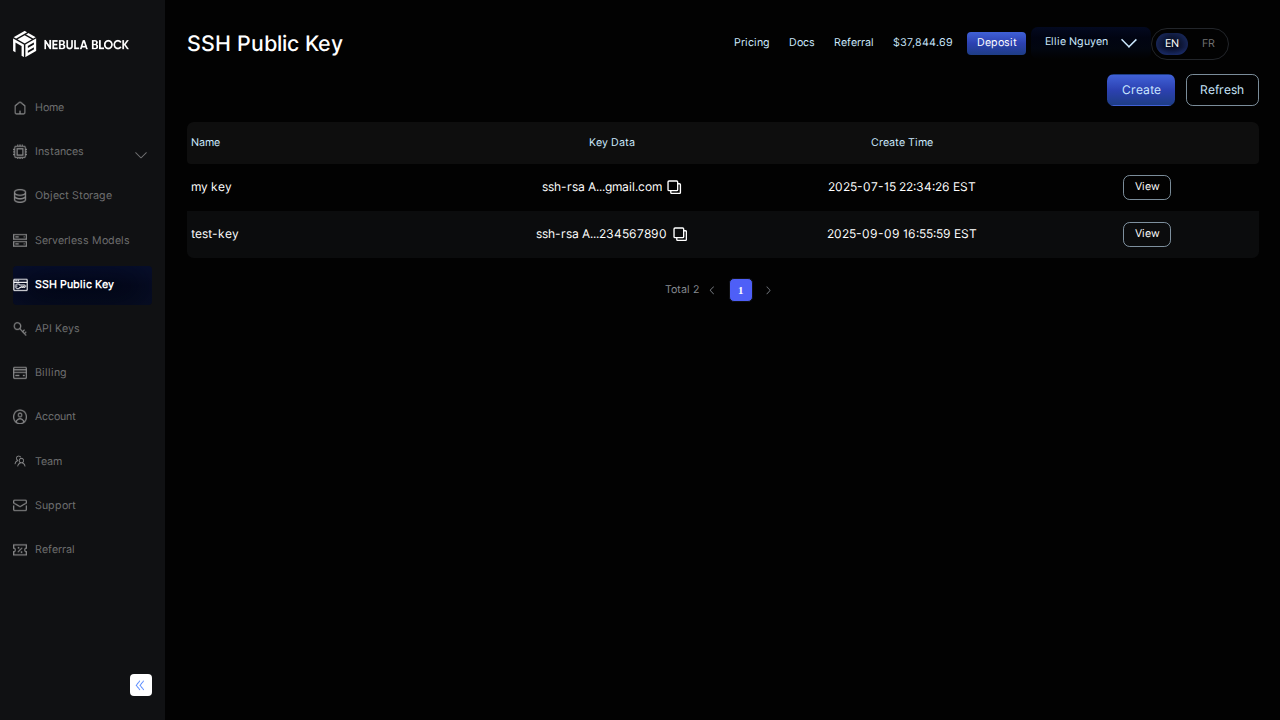 NEBULA BLOCK
SSH Public Key
Pricing Docs Referral $37,844.69 Deposit Ellie Nguyen EN FR
Create Refresh
Home
Instances
Object Storage
Serverless Models
SSH Public Key
API Keys
Billing
Account
Team
Support
Referral
Name Key Data Create Time
my key ssh-rsa A...gmail.com 2025-07-15 22:34:26 EST View
test-key ssh-rsa A...234567890 2025-09-09 16:55:59 EST View
Total 2 1